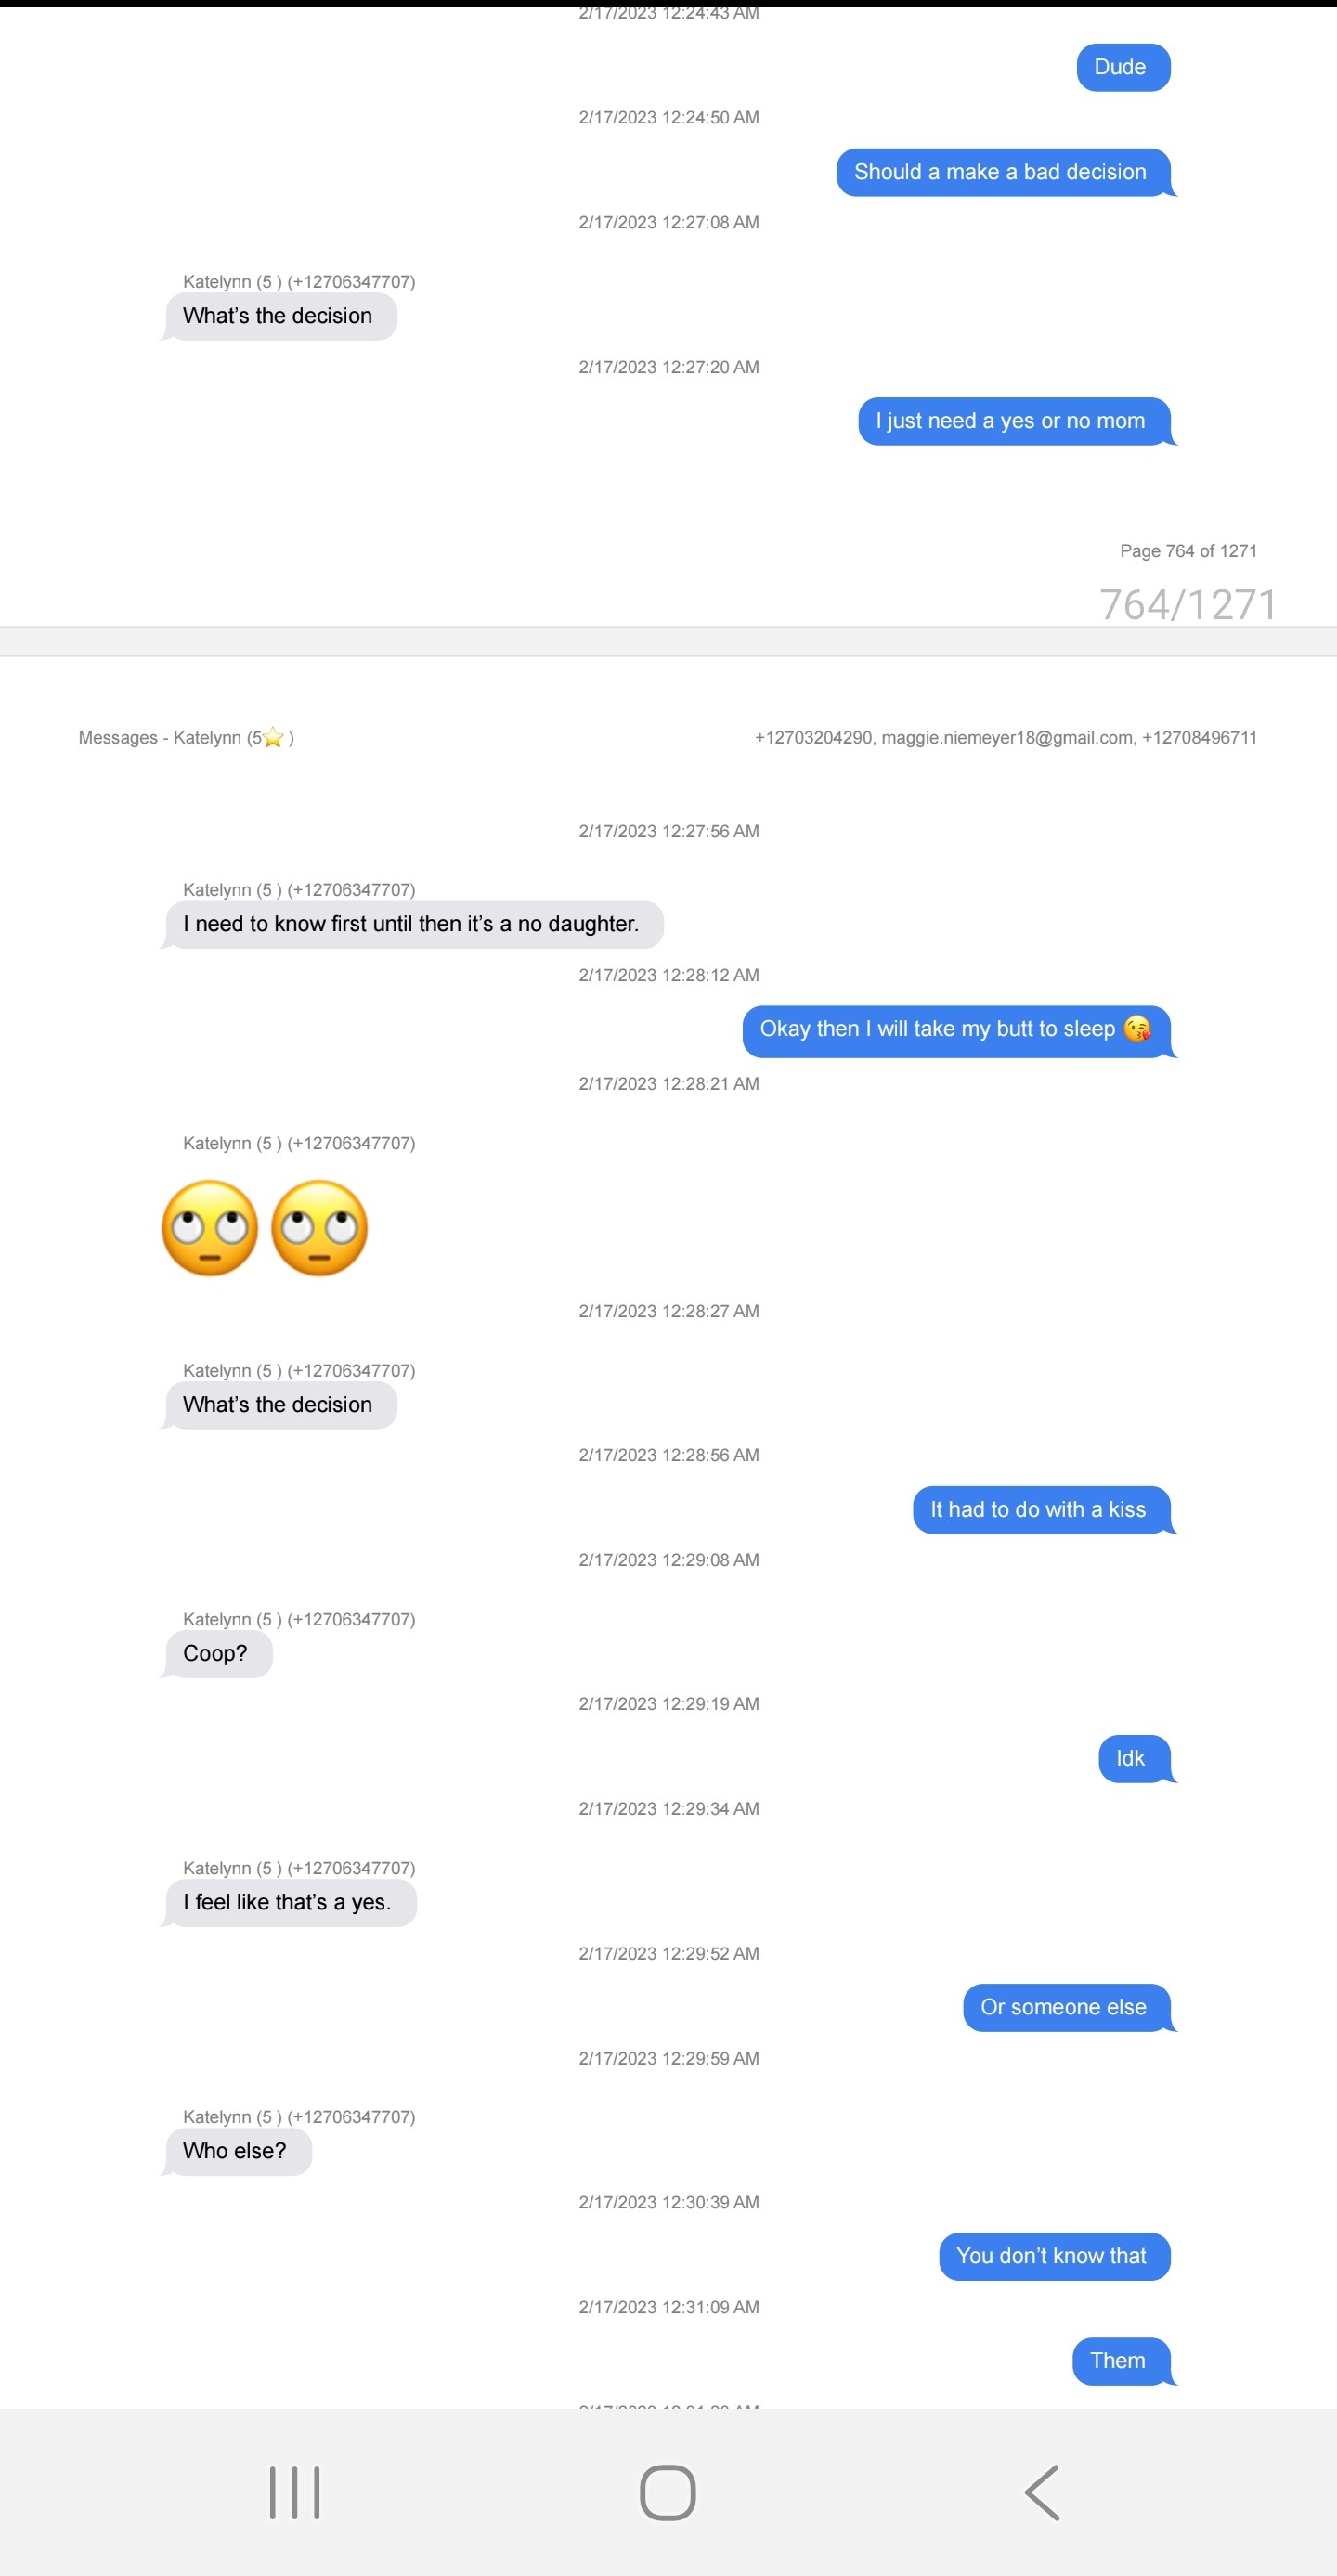 2/17/2023 12:24:43 AM
Dude
2/17/2023 12:24:50 AM
Should a make a bad decision
2/17/2023 12:27:08 AM
Katelynn (5 ) (+12706347707)
What's the decision
2/17/2023 12:27:20 AM
I just need a yes or no mom
Page 764 of 1271
764/1271
Messages - Katelynn (5⭐ )
+12703204290, maggie.niemeyer18@gmail.com, +12708496711
2/17/2023 12:27:56 AM
Katelynn (5 ) (+12706347707)
I need to know first until then it's a no daughter.
2/17/2023 12:28:12 AM
Okay then I will take my butt to sleep 😘
2/17/2023 12:28:21 AM
Katelynn (5 ) (+12706347707)
🙄🙄
2/17/2023 12:28:27 AM
Katelynn (5 ) (+12706347707)
What's the decision
2/17/2023 12:28:56 AM
It had to do with a kiss
2/17/2023 12:29:08 AM
Katelynn (5 ) (+12706347707)
Coop?
2/17/2023 12:29:19 AM
Idk
2/17/2023 12:29:34 AM
Katelynn (5 ) (+12706347707)
I feel like that's a yes.
2/17/2023 12:29:52 AM
Or someone else
2/17/2023 12:29:59 AM
Katelynn (5 ) (+12706347707)
Who else?
2/17/2023 12:30:39 AM
You don't know that
2/17/2023 12:31:09 AM
Them